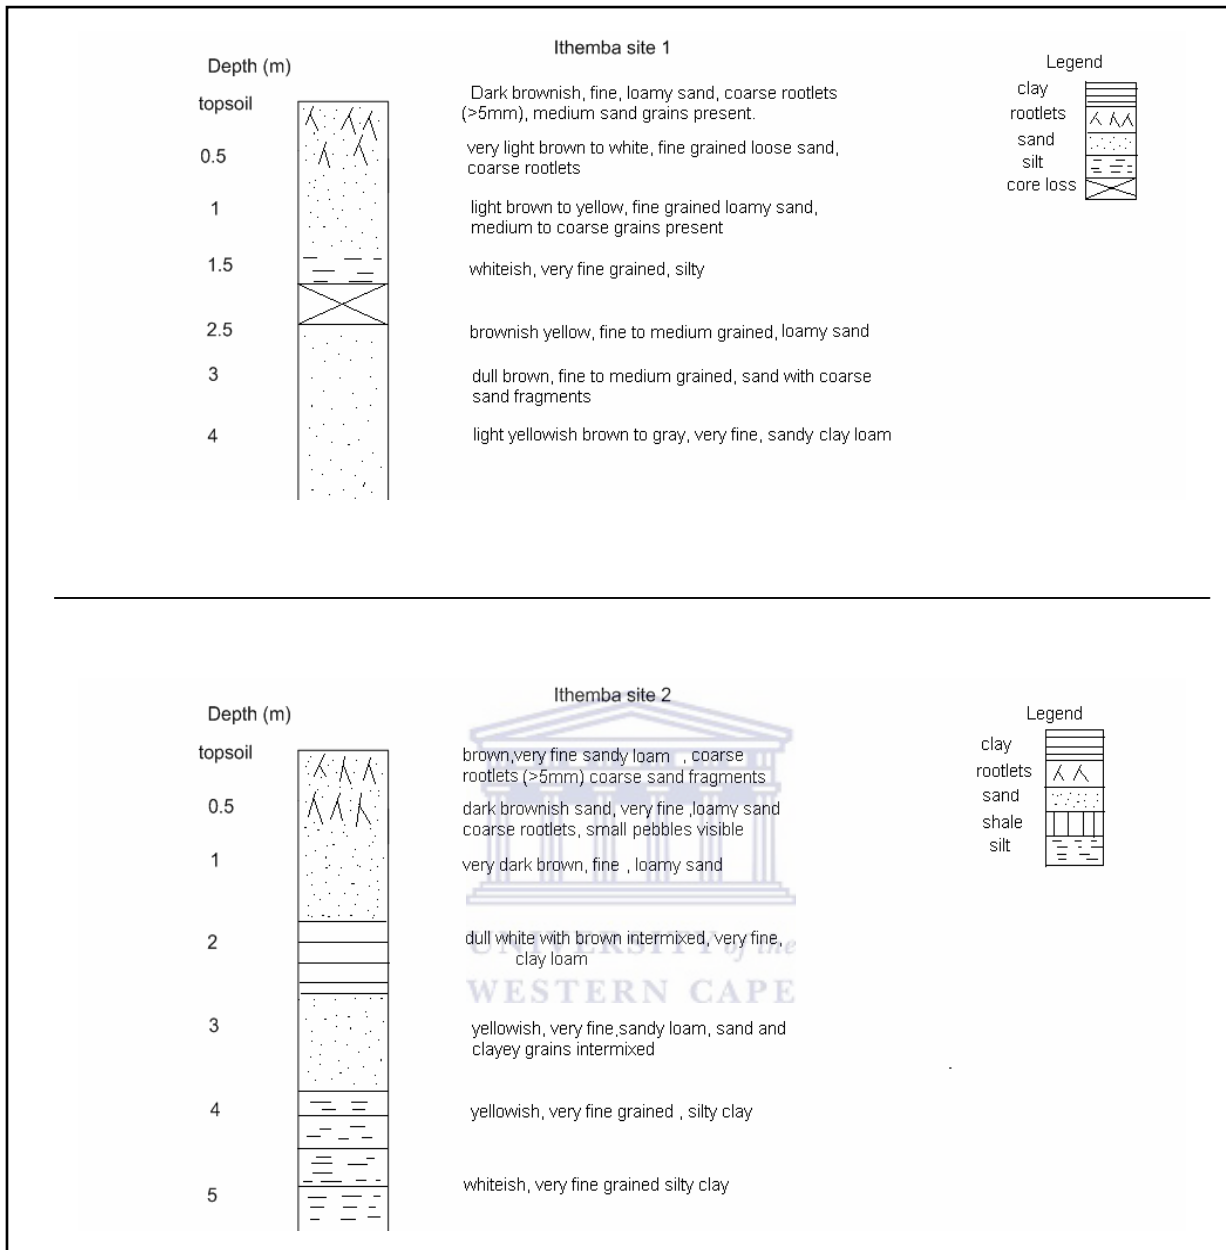 Ithemba site 1
Depth (m)
Legend
topsoil
Dark brownish, fine, loamy sand, coarse rootlets
(>5mm), medium sand grains present.
clay
rootlets
sand
silt
core loss
0.5
very light brown to white, fine grained loose sand,
coarse rootlets
1
light brown to yellow, fine grained loamy sand,
medium to coarse grains present
1.5
whiteish, very fine grained, silty
2.5
brownish yellow, fine to medium grained, loamy sand
3
dull brown, fine to medium grained, sand with coarse
sand fragments
4
light yellowish brown to gray, very fine, sandy clay loam
Ithemba site 2
Depth (m)
Legend
topsoil
brown,very fine sandy loam , coarse
rootlets (>5mm) coarse sand fragments
clay
rootlets
sand
shale
silt
0.5
dark brownish sand, very fine ,loamy sand
coarse rootlets, small pebbles visible
1
very dark brown, fine , loamy sand
2
dull white with brown intermixed, very fine,
clay loam
UNIVERSITY of the
WESTERN CAPE
3
yellowish, very fine,sandy loam, sand and
clayey grains intermixed
4
yellowish, very fine grained , silty clay
5
whiteish, very fine grained silty clay